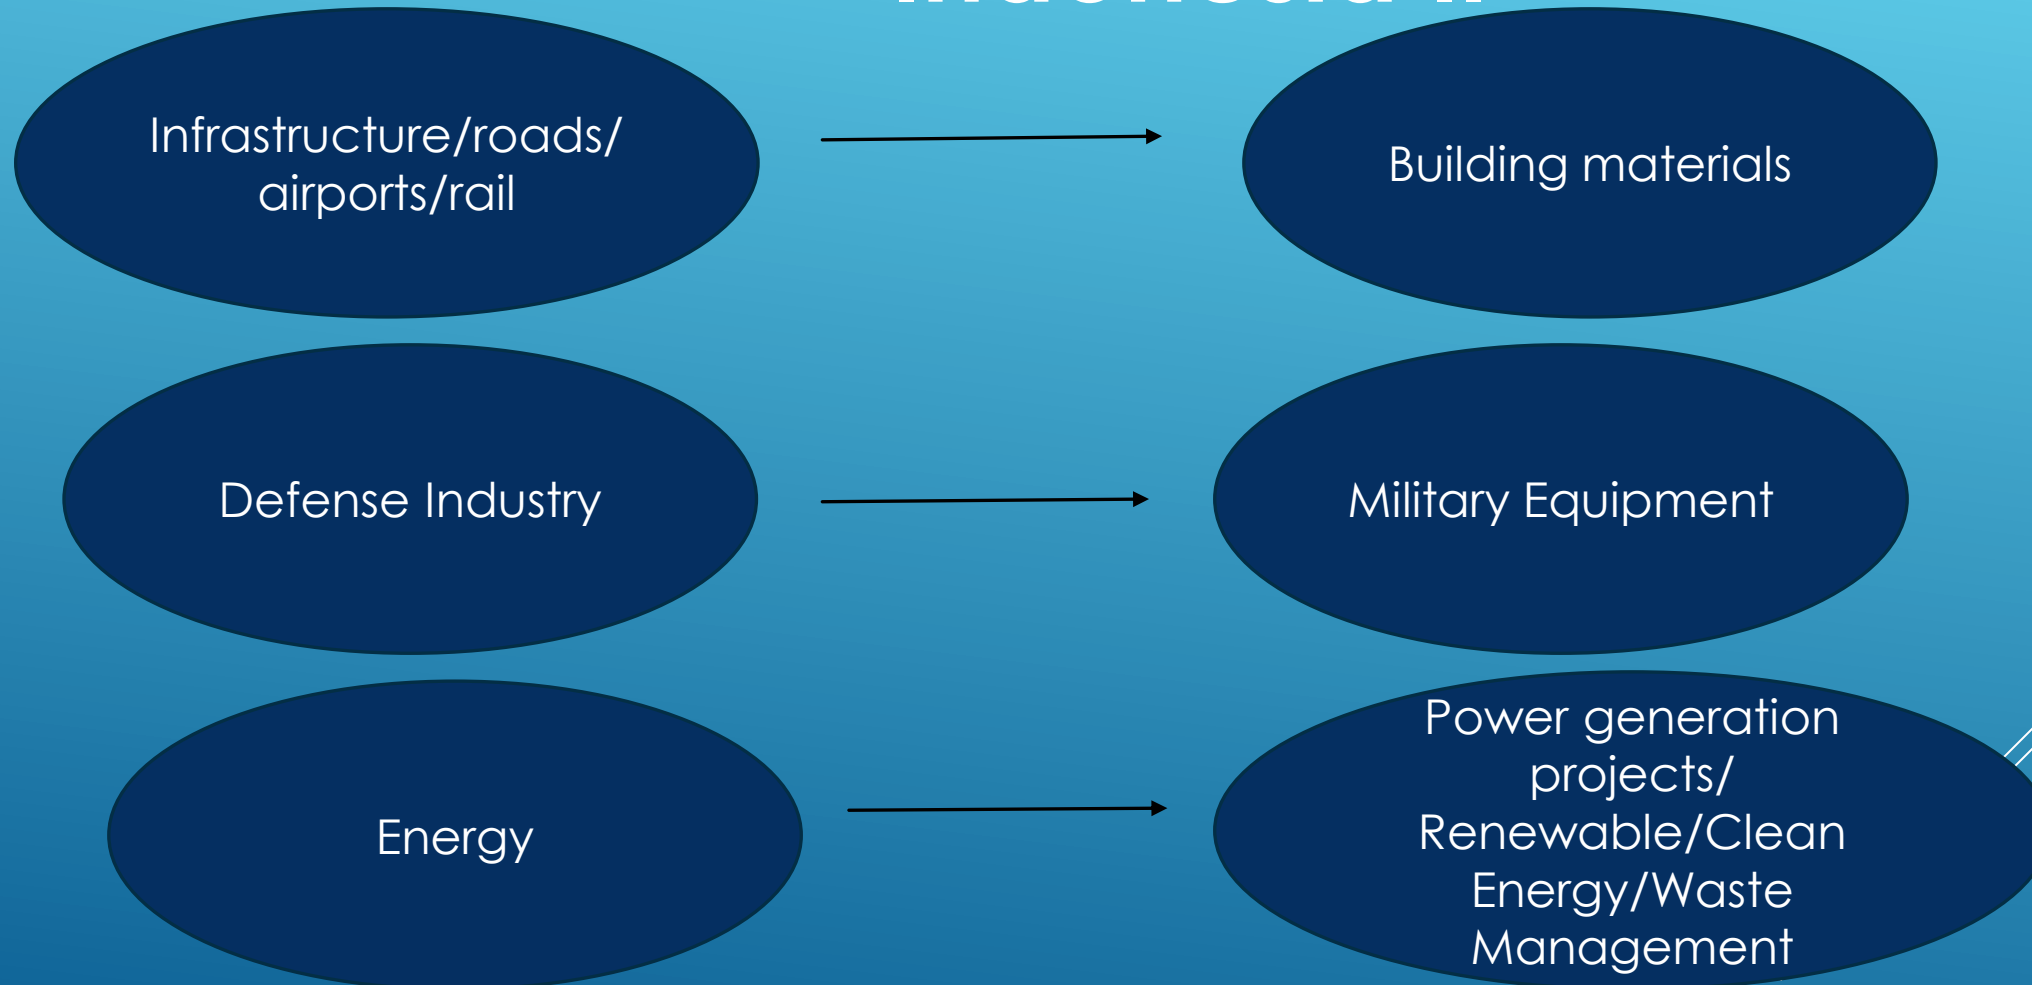 Infrastructure/roads/
airports/rail
Building materials
Defense Industry
Military Equipment
Energy
Power generation
projects/
Renewable/Clean
Energy/Waste
Management